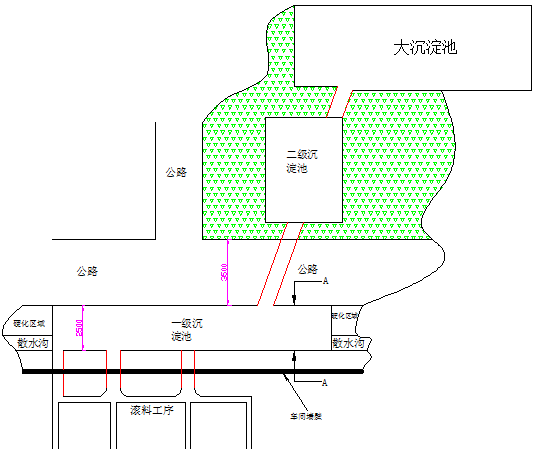 大沉淀池
二级沉
淀池
公路
公路
公路
3500
A
硬化区域
2500
一级沉
淀池
硬化区域
散水沟
散水沟
A
滚料工序
车间墙裂